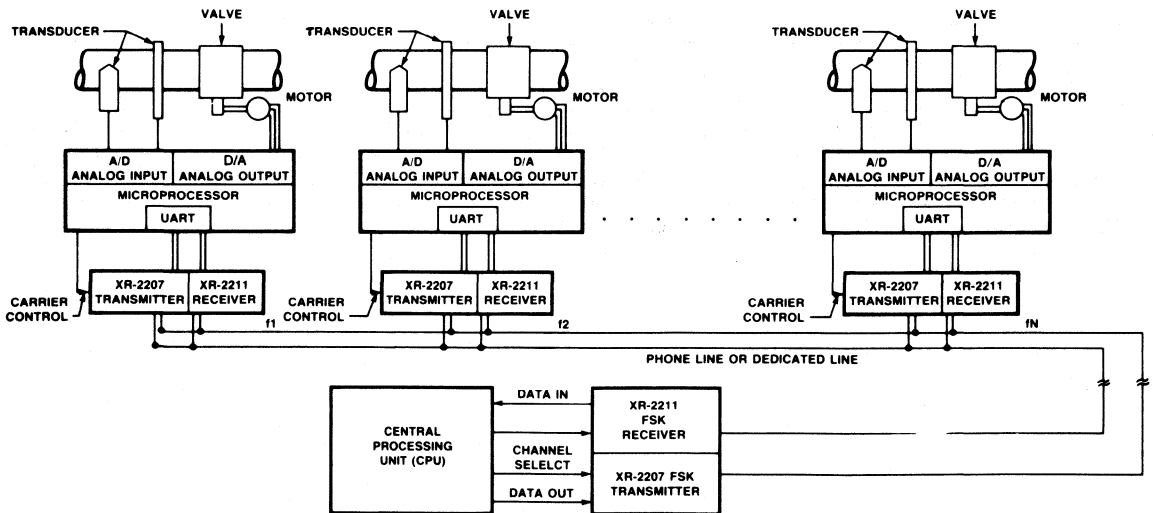 VALVE
TRANSDUCER
MOTOR
A/D
ANALOG INPUT
D/A
ANALOG OUTPUT
MICROPROCESSOR
UART
XR-2207
TRANSMITTER
XR-2211
RECEIVER
CARRIER
CONTROL
f1
VALVE
TRANSDUCER
MOTOR
A/D
ANALOG INPUT
D/A
ANALOG OUTPUT
MICROPROCESSOR
UART
XR-2207
TRANSMITTER
XR-2211
RECEIVER
CARRIER
CONTROL
f2
. . . . . . . . .
VALVE
TRANSDUCER
MOTOR
A/D
ANALOG INPUT
D/A
ANALOG OUTPUT
MICROPROCESSOR
UART
XR-2207
TRANSMITTER
XR-2211
RECEIVER
CARRIER
CONTROL
fN
PHONE LINE OR DEDICATED LINE
CENTRAL
PROCESSING
UNIT (CPU)
DATA IN
CHANNEL
SELELCT
DATA OUT
XR-2211
FSK
RECEIVER
XR-2207 FSK
TRANSMITTER